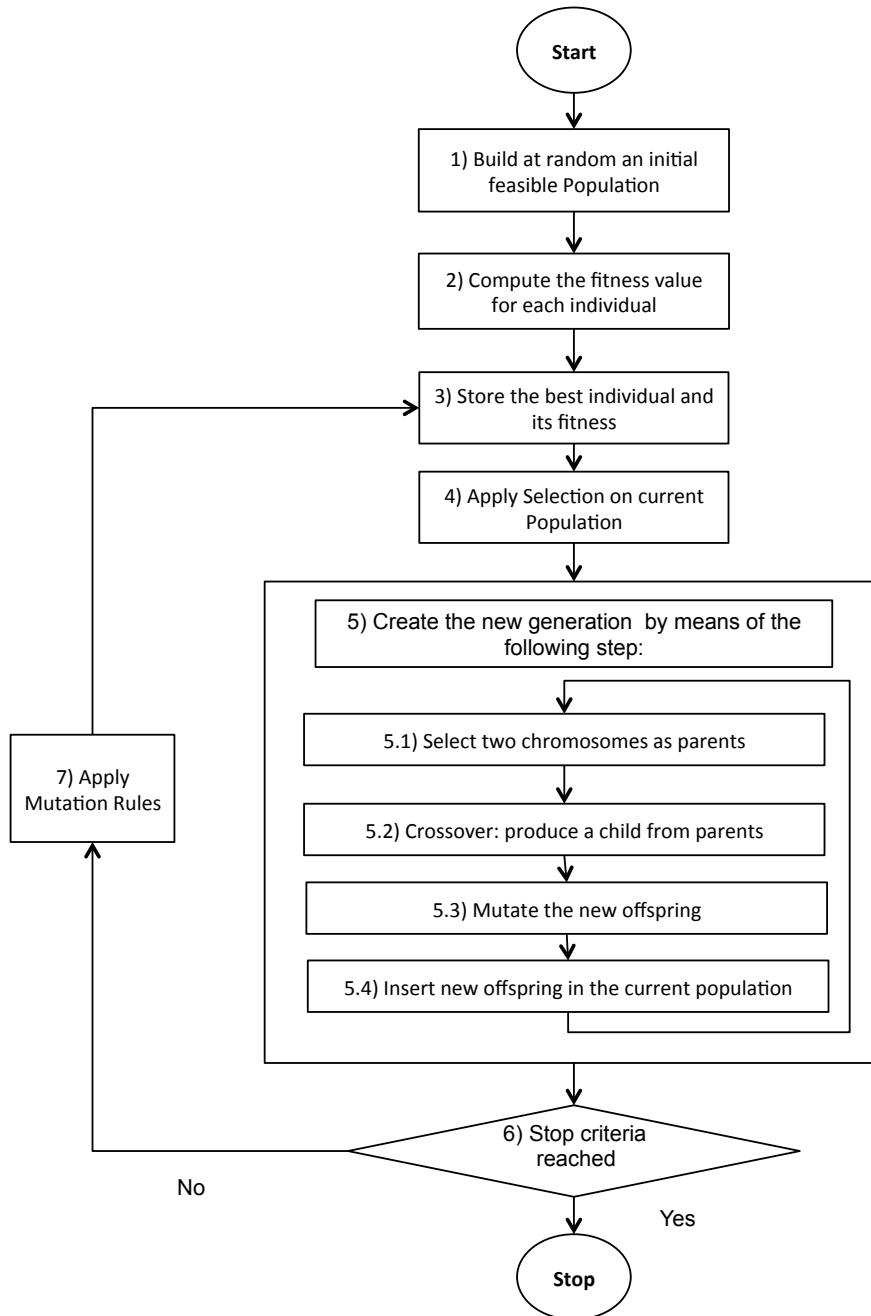 Start
1) Build at random an initial
feasible Population
2) Compute the fitness value
for each individual
3) Store the best individual and
its fitness
4) Apply Selection on current
Population
5) Create the new generation  by means of the
following step:
5.1) Select two chromosomes as parents
7) Apply
Mutation Rules
5.2) Crossover: produce a child from parents
5.3) Mutate the new offspring
5.4) Insert new offspring in the current population
6) Stop criteria
reached
No
Yes
Stop